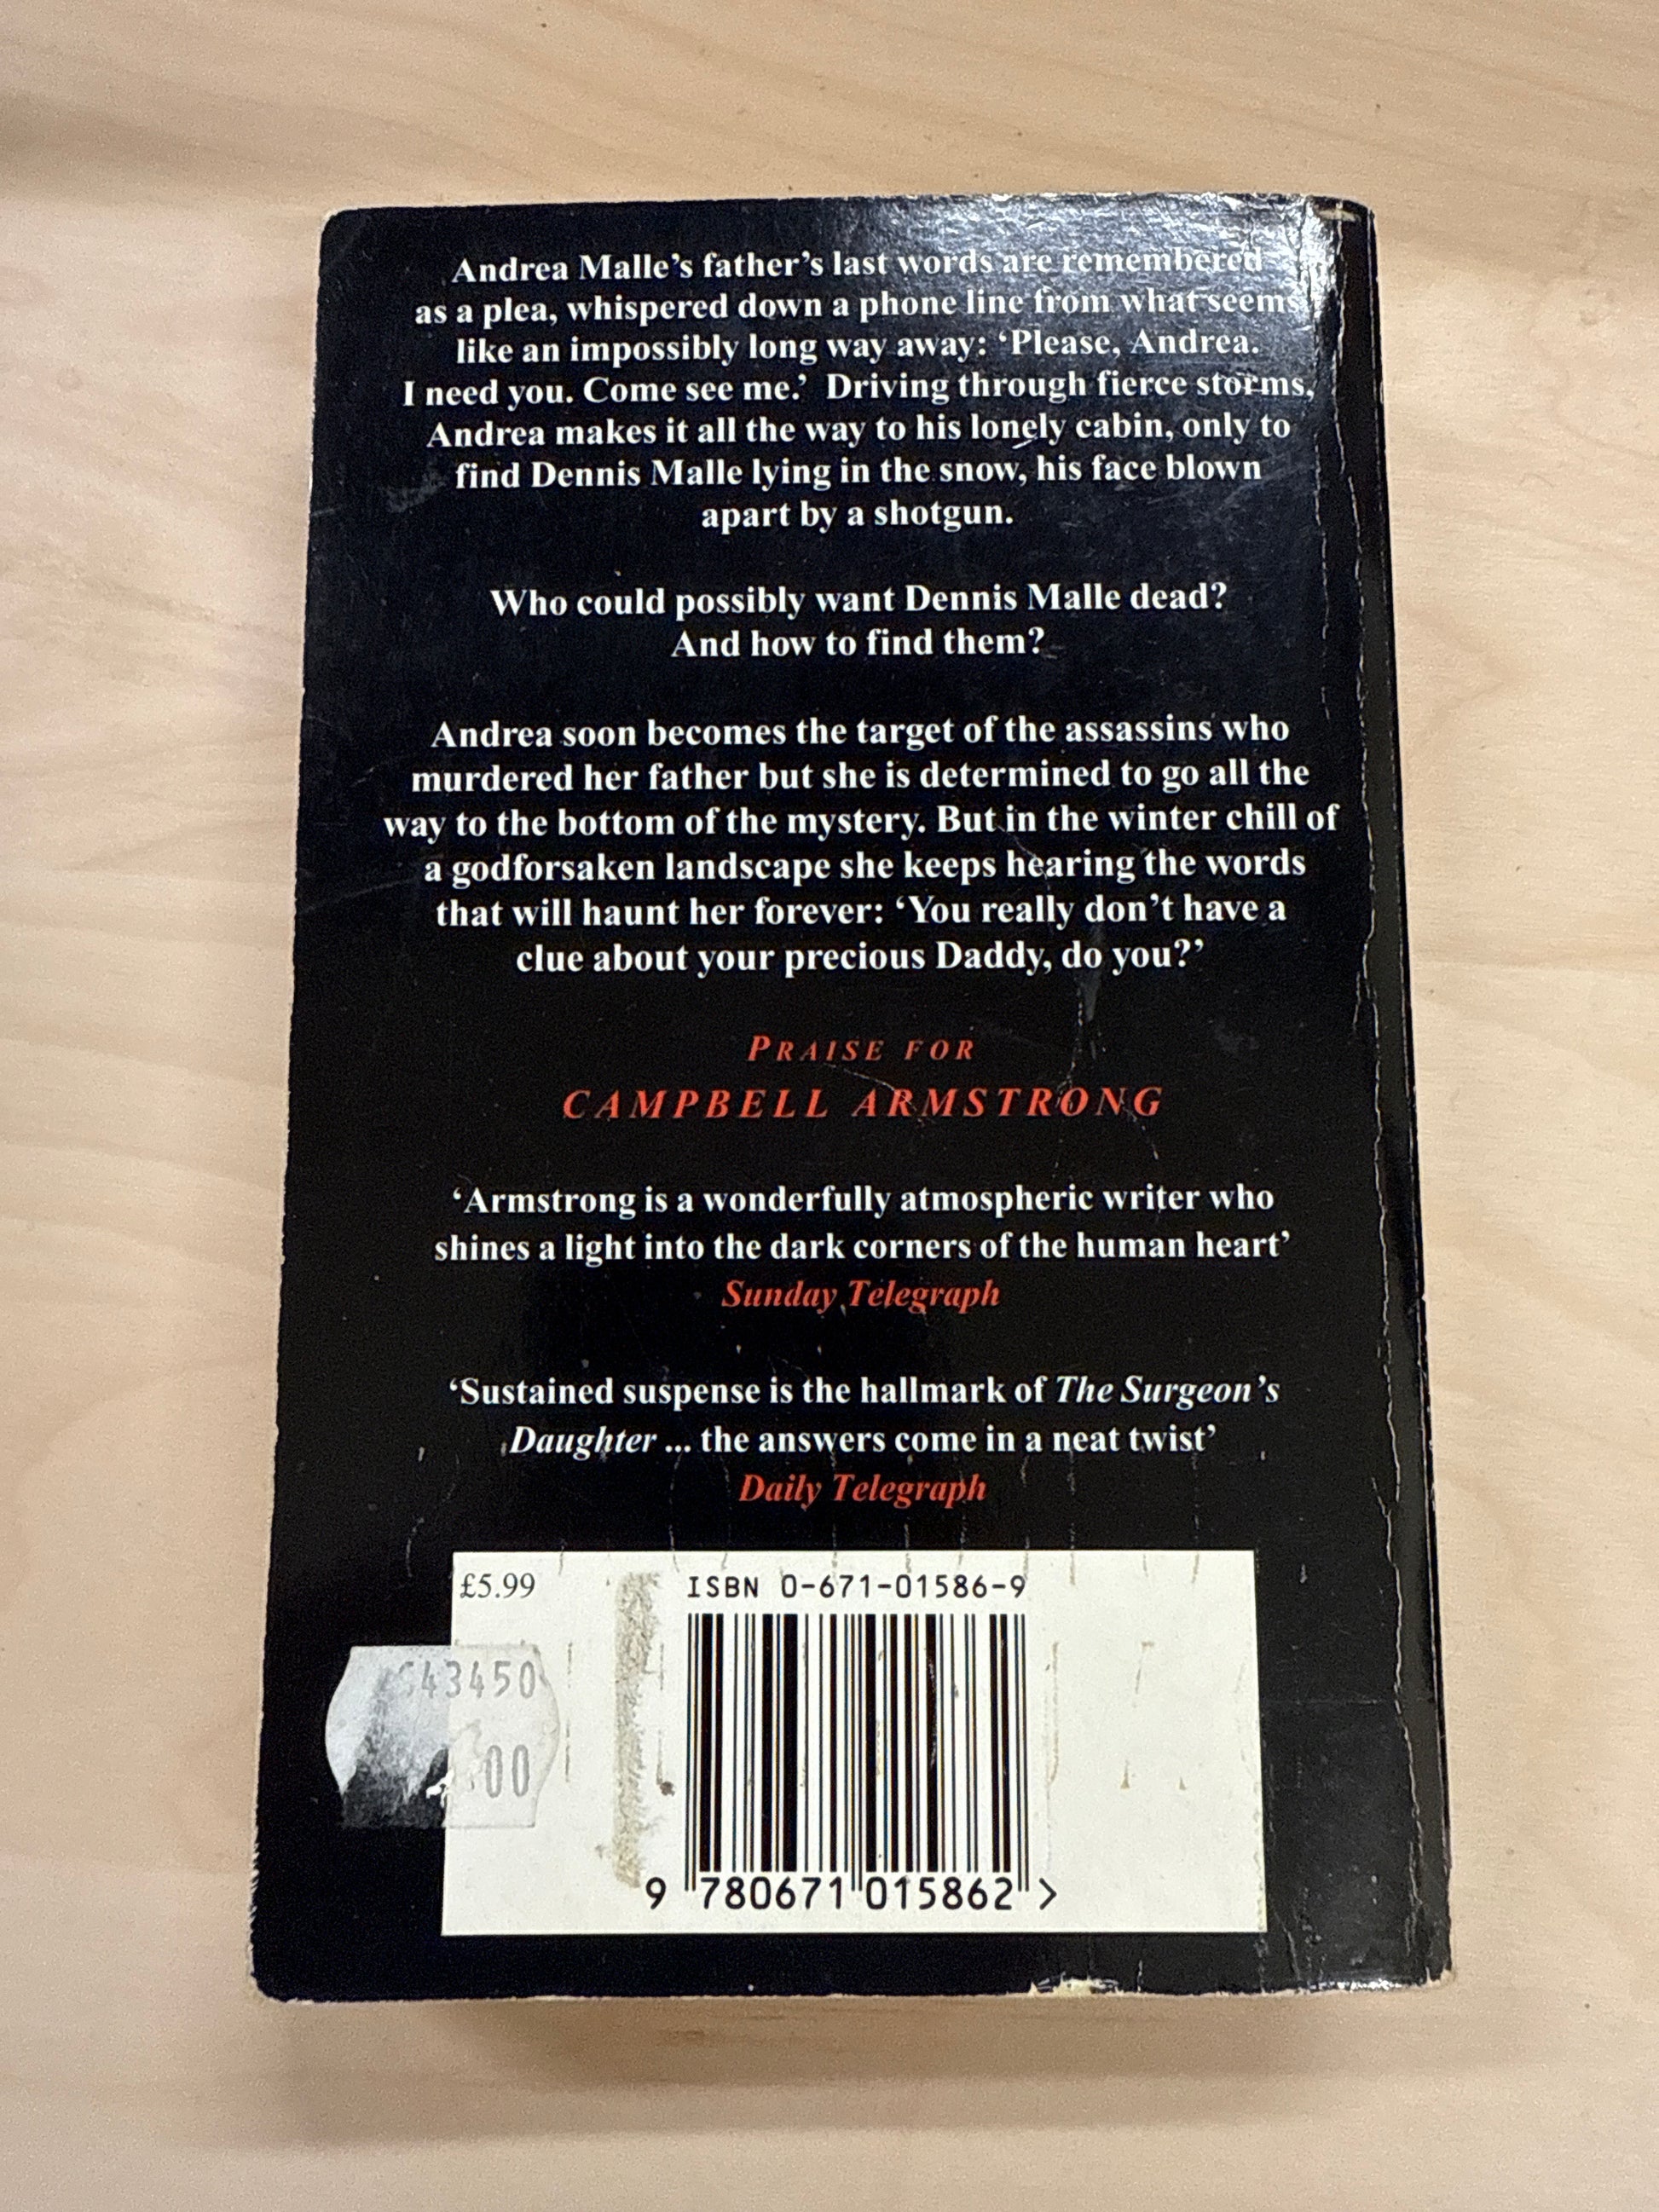 Andrea Malle’s father’s last words are remembered
as a plea, whispered down a phone line from what seems
like an impossibly long way away: ‘Please, Andrea.
I need you. Come see me.’ Driving through fierce storms,
Andrea makes it all the way to his lonely cabin, only to
find Dennis Malle lying in the snow, his face blown
apart by a shotgun.
Who could possibly want Dennis Malle dead?
And how to find them?
Andrea soon becomes the target of the assassins who
murdered her father but she is determined to go all the
way to the bottom of the mystery. But in the winter chill of
a godforsaken landscape she keeps hearing the words
that will haunt her forever: ‘You really don’t have a
clue about your precious Daddy, do you?’
PRAISE FOR
CAMPBELL ARMSTRONG
‘Armstrong is a wonderfully atmospheric writer who
shines a light into the dark corners of the human heart’
Sunday Telegraph
‘Sustained suspense is the hallmark of The Surgeon’s
Daughter ... the answers come in a neat twist’
Daily Telegraph
£5.99
ISBN 0-671-01586-9
9 780671 015862 >